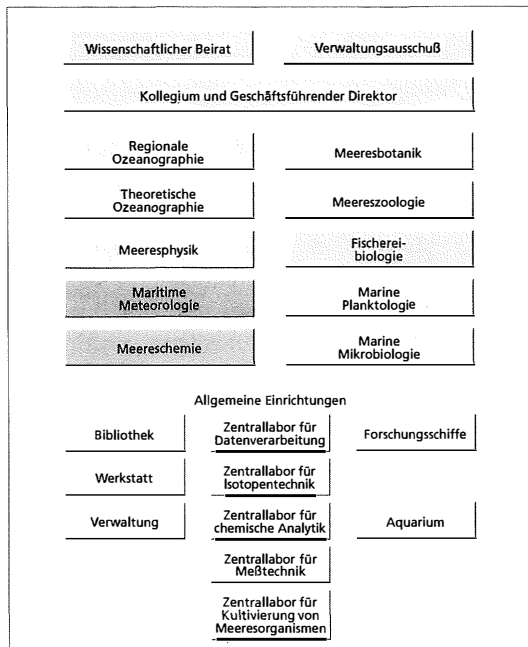 Wissenschaftlicher Beirat
Verwaltungsausschuß
Kollegium und Geschäftsführender Direktor
Regionale
Ozeanographie
Meeresbotanik
Theoretische
Ozeanographie
Meereszoologie
Meeresphysik
Fischerei-
biologie
Maritime
Meteorologie
Marine
Planktologie
Meereschemie
Marine
Mikrobiologie
Allgemeine Einrichtungen
Bibliothek
Zentrallabor für
Datenverarbeitung
Forschungsschiffe
Werkstatt
Zentrallabor für
Isotopentechnik
Verwaltung
Zentrallabor für
chemische Analytik
Aquarium
Zentrallabor für
Meßtechnik
Zentrallabor für
Kultivierung von
Meeresorganismen